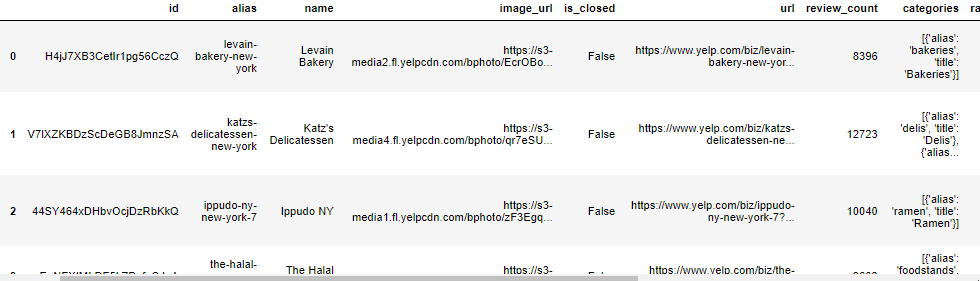 id alias name image_url is_closed url review_count categories
0 H4jJ7XB3CetIr1pg56CczQ levain-bakery-new-york Levain Bakery https://s3-media2.fl.yelpcdn.com/bphoto/EcrOBo... False https://www.yelp.com/biz/levain-bakery-new-yor... 8396 [{'alias': 'bakeries', 'title': 'Bakeries'}]
1 V7lXZKBDzScDeGB8JmnzSA katzs-delicatessen-new-york Katz's Delicatessen https://s3-media4.fl.yelpcdn.com/bphoto/qr7eSU... False https://www.yelp.com/biz/katzs-delicatessen-ne... 12723 [{'alias': 'delis', 'title': 'Delis'}, {'alias...
2 44SY464xDHbvOcjDzRbKkQ ippudo-ny-new-york-7 Ippudo NY https://s3-media1.fl.yelpcdn.com/bphoto/zF3Egq... False https://www.yelp.com/biz/ippudo-ny-new-york-7?... 10040 [{'alias': 'ramen', 'title': 'Ramen'}]
the-halal- The Halal https://s3- https://www.yelp.com/biz/the- [{'alias': 'foodstands',